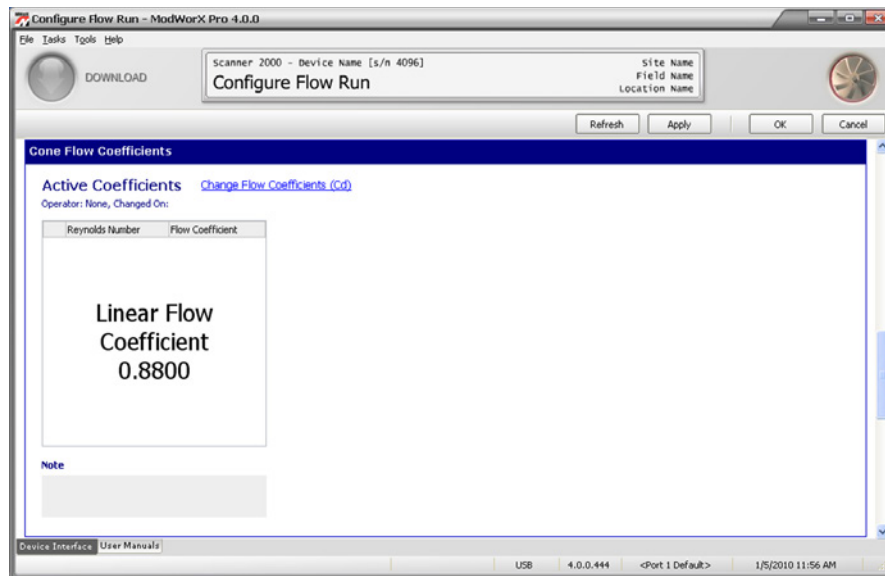 Configure Flow Run - ModWorX Pro 4.0.0
File Tasks Tools Help
DOWNLOAD
Scanner 2000 - Device Name [s/n 4096]
Configure Flow Run
Site Name
Field Name
Location Name
Refresh Apply OK Cancel
Cone Flow Coefficients
Active Coefficients Change Flow Coefficients (Cd)
Operator: None, Changed On:
Reynolds Number Flow Coefficient
Linear Flow
Coefficient
0.8800
Note
Device Interface User Manuals
USB 4.0.0.444 <Port 1 Default> 1/5/2010 11:56 AM